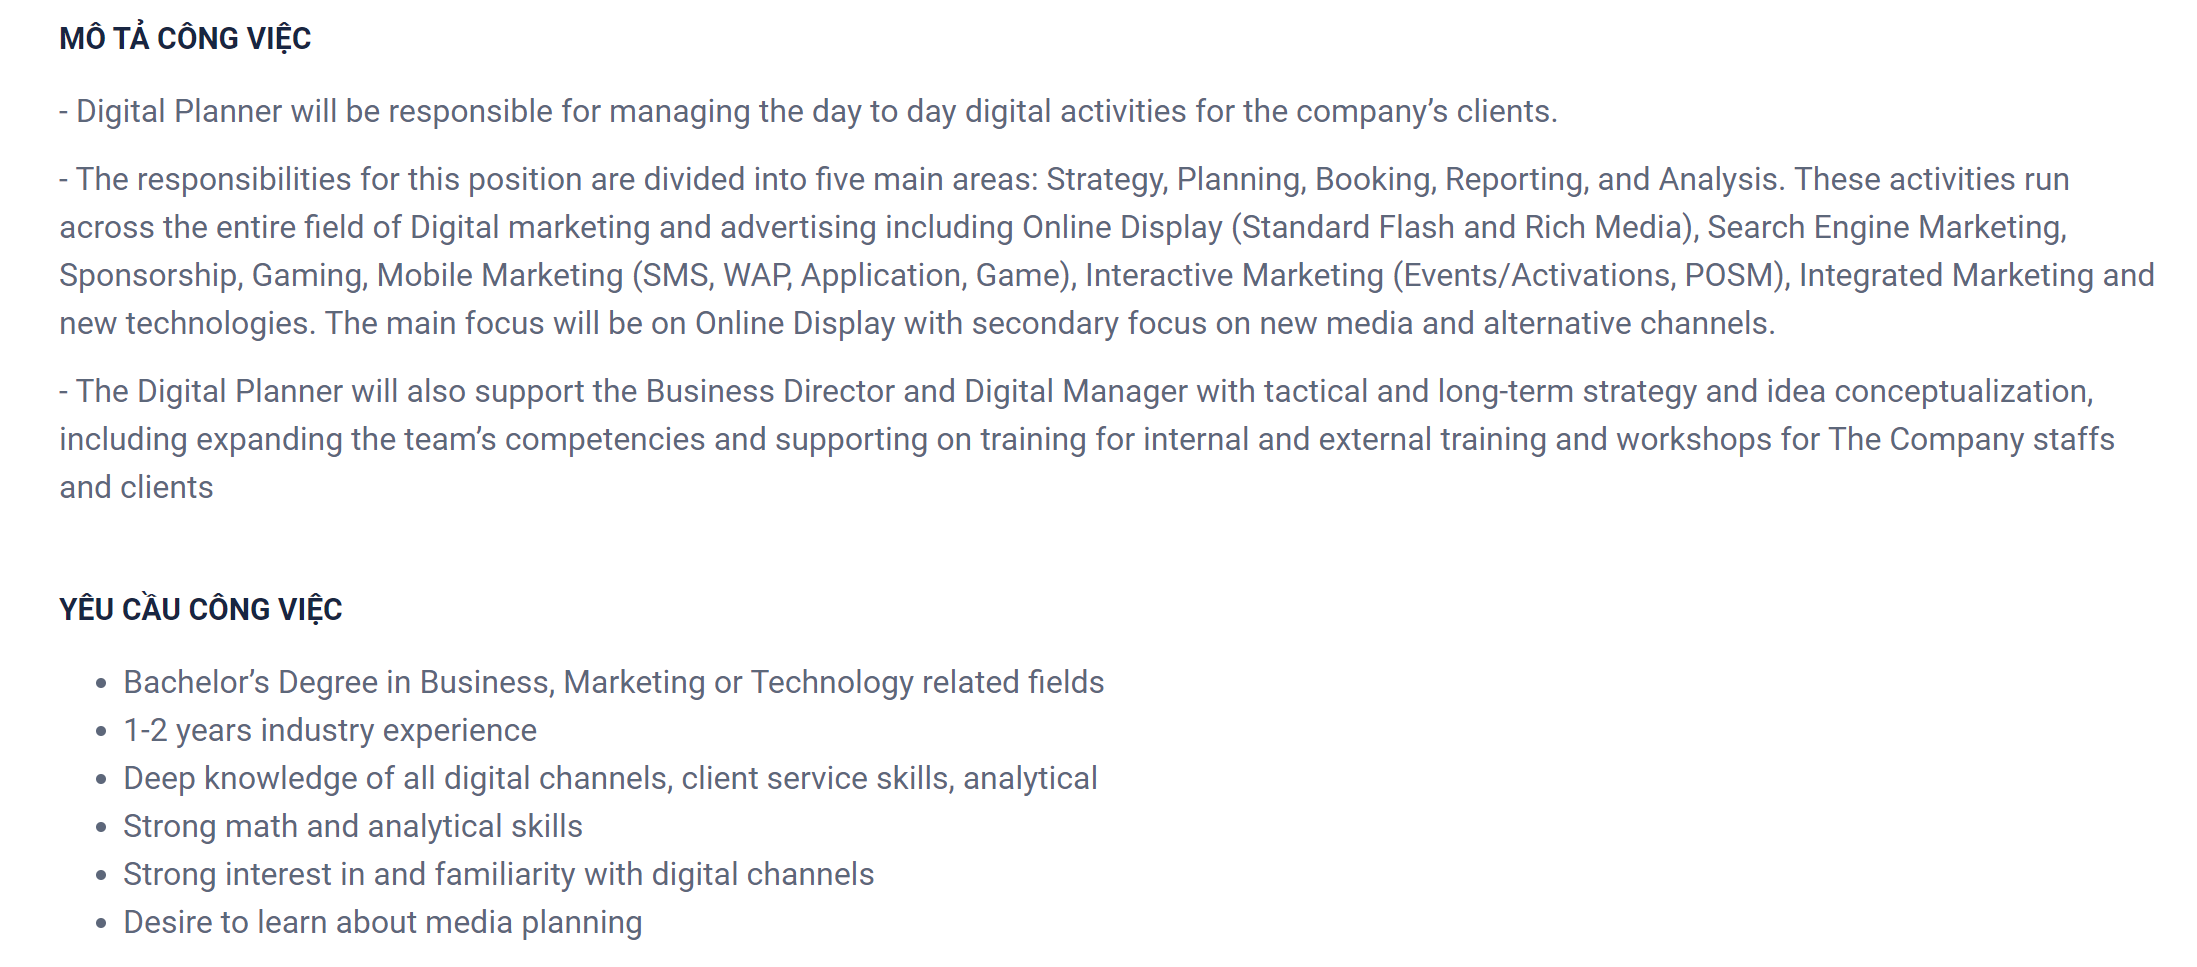 MÔ TẢ CÔNG VIỆC
- Digital Planner will be responsible for managing the day to day digital activities for the company’s clients.
- The responsibilities for this position are divided into five main areas: Strategy, Planning, Booking, Reporting, and Analysis. These activities run
across the entire field of Digital marketing and advertising including Online Display (Standard Flash and Rich Media), Search Engine Marketing,
Sponsorship, Gaming, Mobile Marketing (SMS, WAP, Application, Game), Interactive Marketing (Events/Activations, POSM), Integrated Marketing and
new technologies. The main focus will be on Online Display with secondary focus on new media and alternative channels.
- The Digital Planner will also support the Business Director and Digital Manager with tactical and long-term strategy and idea conceptualization,
including expanding the team’s competencies and supporting on training for internal and external training and workshops for The Company staffs
and clients
YÊU CẦU CÔNG VIỆC
• Bachelor’s Degree in Business, Marketing or Technology related fields
• 1-2 years industry experience
• Deep knowledge of all digital channels, client service skills, analytical
• Strong math and analytical skills
• Strong interest in and familiarity with digital channels
• Desire to learn about media planning